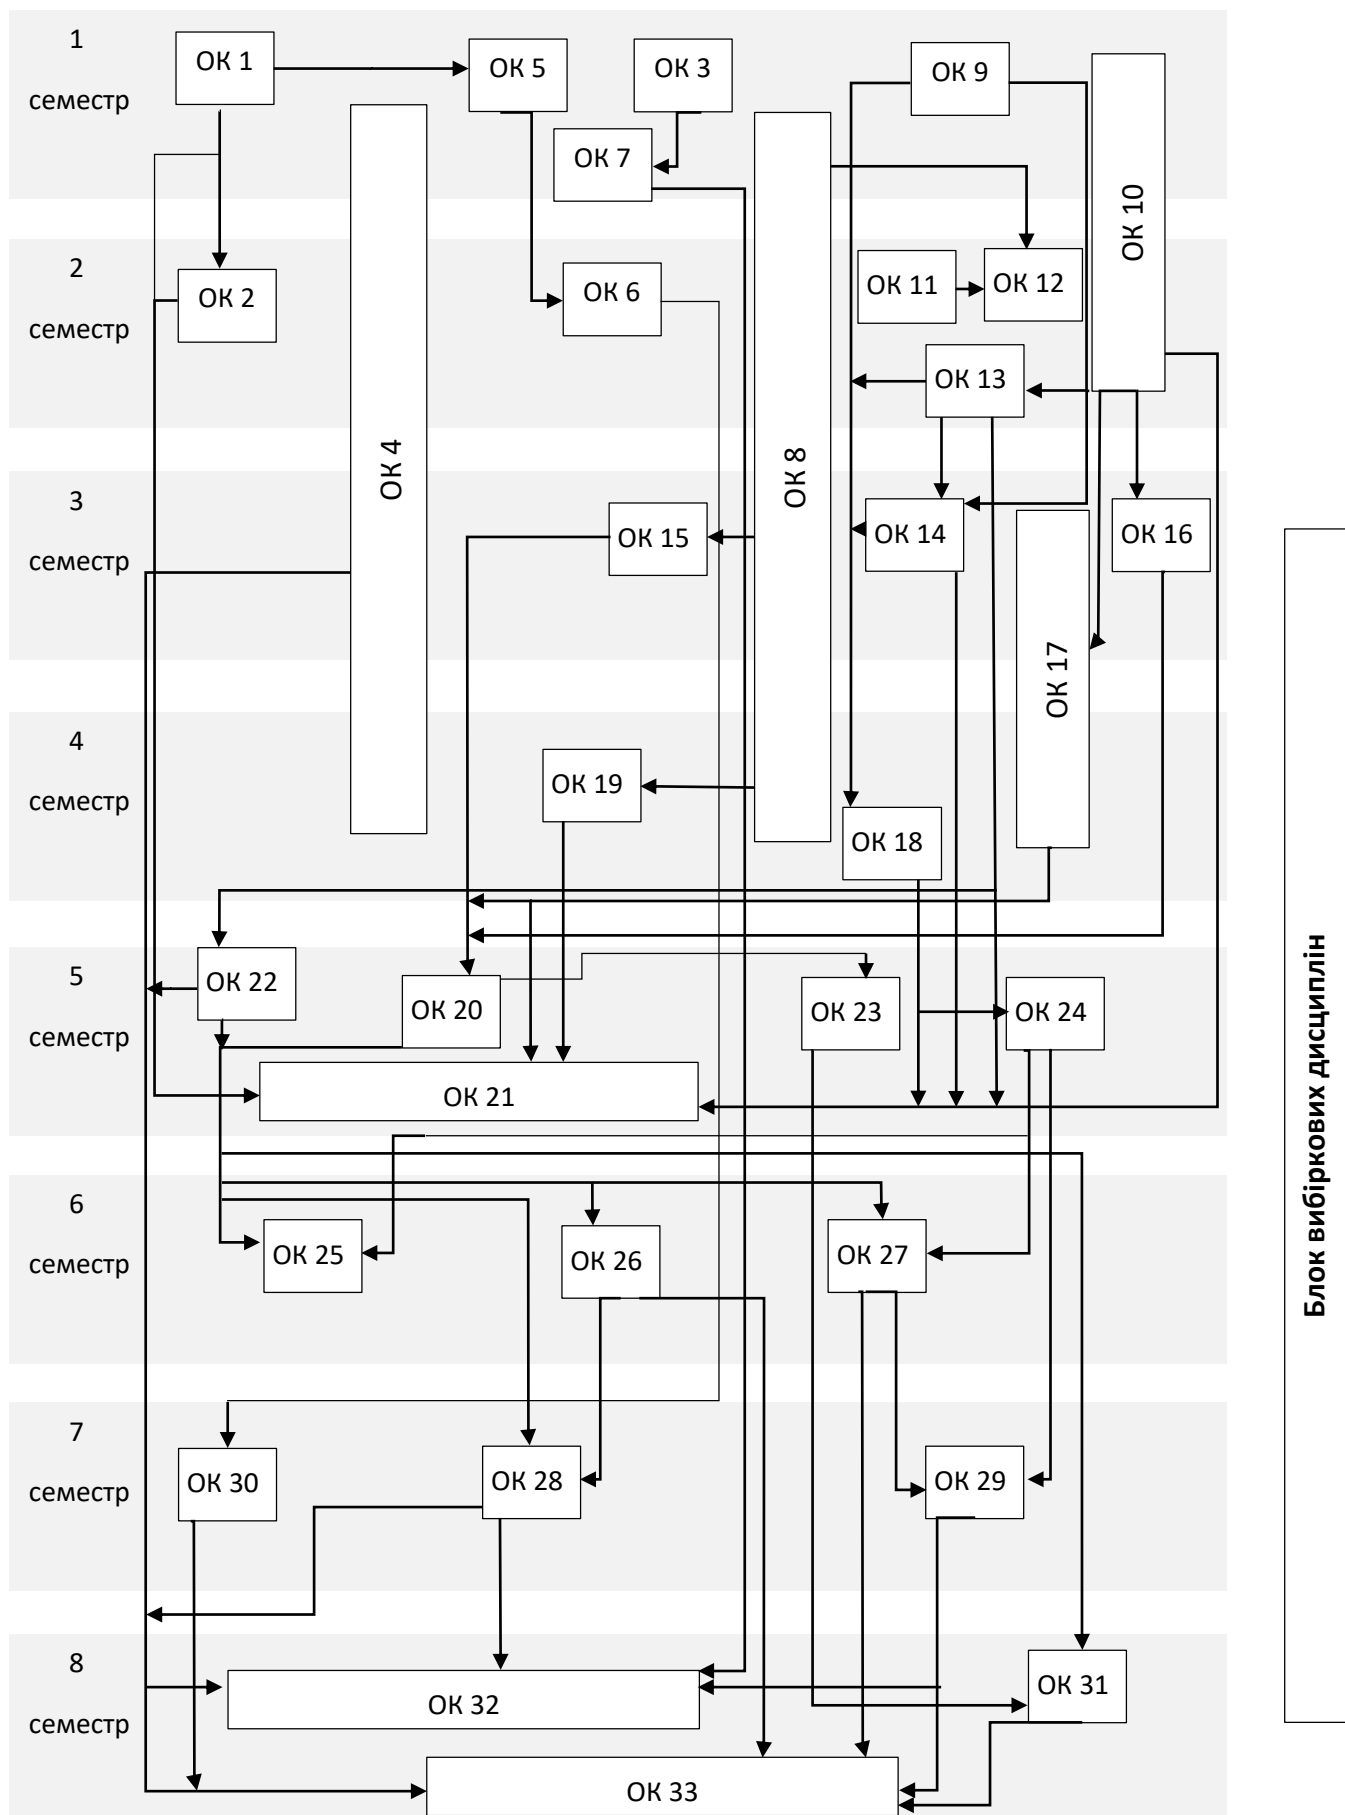 1
семестр
ОК 1
ОК 5
ОК 3
ОК 9
ОК 7
ОК 10
2
семестр
ОК 2
ОК 6
ОК 11
ОК 12
ОК 13
ОК 4
ОК 8
3
семестр
ОК 15
ОК 14
ОК 16
ОК 17
4
семестр
ОК 19
ОК 18
5
семестр
ОК 22
ОК 20
ОК 23
ОК 24
ОК 21
6
семестр
ОК 25
ОК 26
ОК 27
7
семестр
ОК 30
ОК 28
ОК 29
8
семестр
ОК 32
ОК 31
ОК 33
Блок вибіркових дисциплін